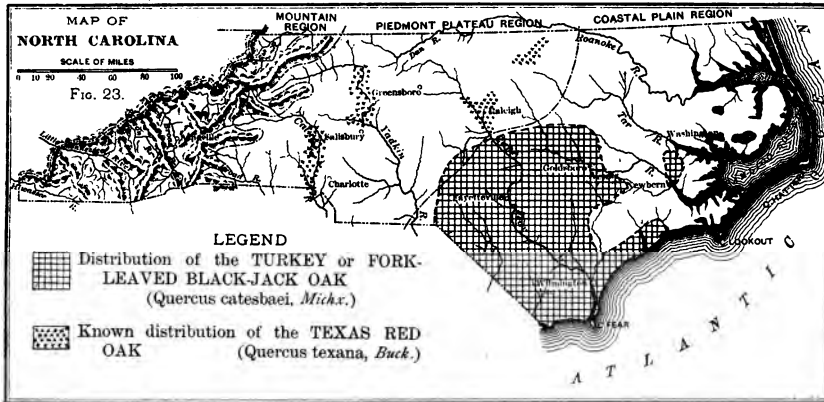 MAP OF
NORTH CAROLINA
SCALE OF MILES
0 10 20 40 60 80 100
FIG. 23.
MOUNTAIN
REGION
PIEDMONT PLATEAU REGION
COASTAL PLAIN REGION
Dan R.
Roanoke R.
Greensboro
Raleigh
Salisbury
Yadkin R.
Tar R.
Washington
Goldsboro
Newbern
Charlotte
Fayetteville
Wilmington
LOOKOUT
C. FEAR
ATLANTIC
LEGEND
Distribution of the TURKEY or FORK-
LEAVED BLACK-JACK OAK
(Quercus catesbaei, Michx.)
Known distribution of the TEXAS RED
OAK (Quercus texana, Buck.)